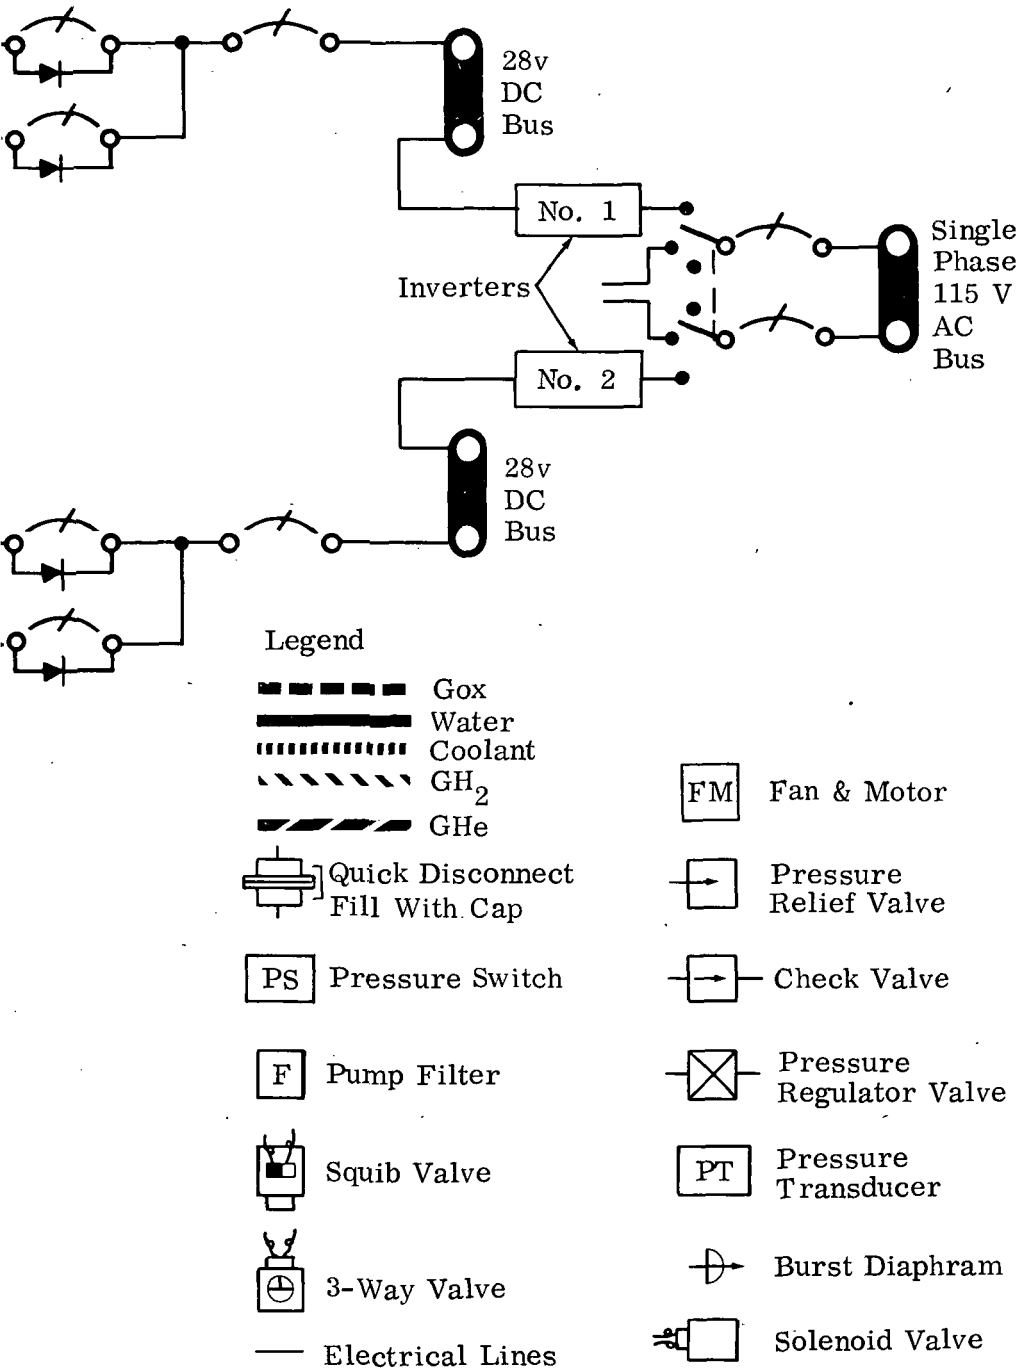 28v
DC
Bus
No. 1
Single
Phase
115 V
AC
Bus
Inverters
No. 2
28v
DC
Bus
Legend
Gox
Water
Coolant
GH2
GHe
Quick Disconnect
Fill With Cap
PS Pressure Switch
F Pump Filter
Squib Valve
3-Way Valve
Electrical Lines
FM Fan & Motor
Pressure
Relief Valve
Check Valve
Pressure
Regulator Valve
PT Pressure
Transducer
Burst Diaphram
Solenoid Valve